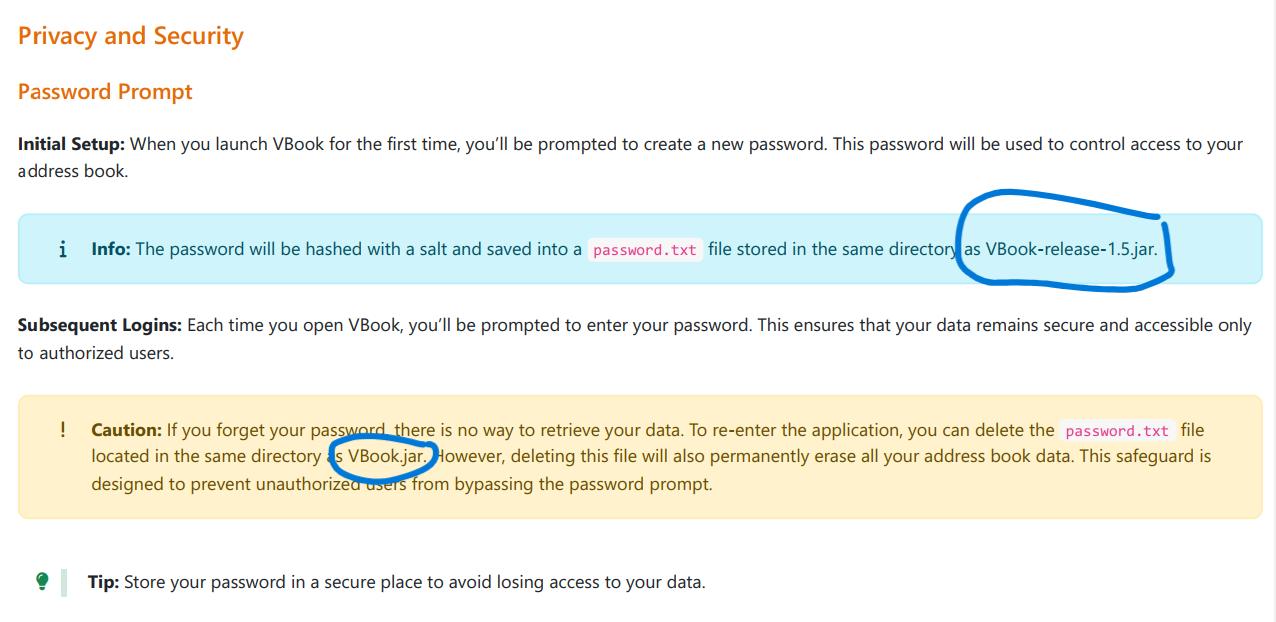 Privacy and Security
Password Prompt
Initial Setup: When you launch VBook for the first time, you’ll be prompted to create a new password. This password will be used to control access to your
address book.
Info: The password will be hashed with a salt and saved into a password.txt file stored in the same directory as VBook-release-1.5.jar.
Subsequent Logins: Each time you open VBook, you’ll be prompted to enter your password. This ensures that your data remains secure and accessible only
to authorized users.
Caution: If you forget your password, there is no way to retrieve your data. To re-enter the application, you can delete the password.txt file
located in the same directory as VBook.jar. However, deleting this file will also permanently erase all your address book data. This safeguard is
designed to prevent unauthorized users from bypassing the password prompt.
Tip: Store your password in a secure place to avoid losing access to your data.